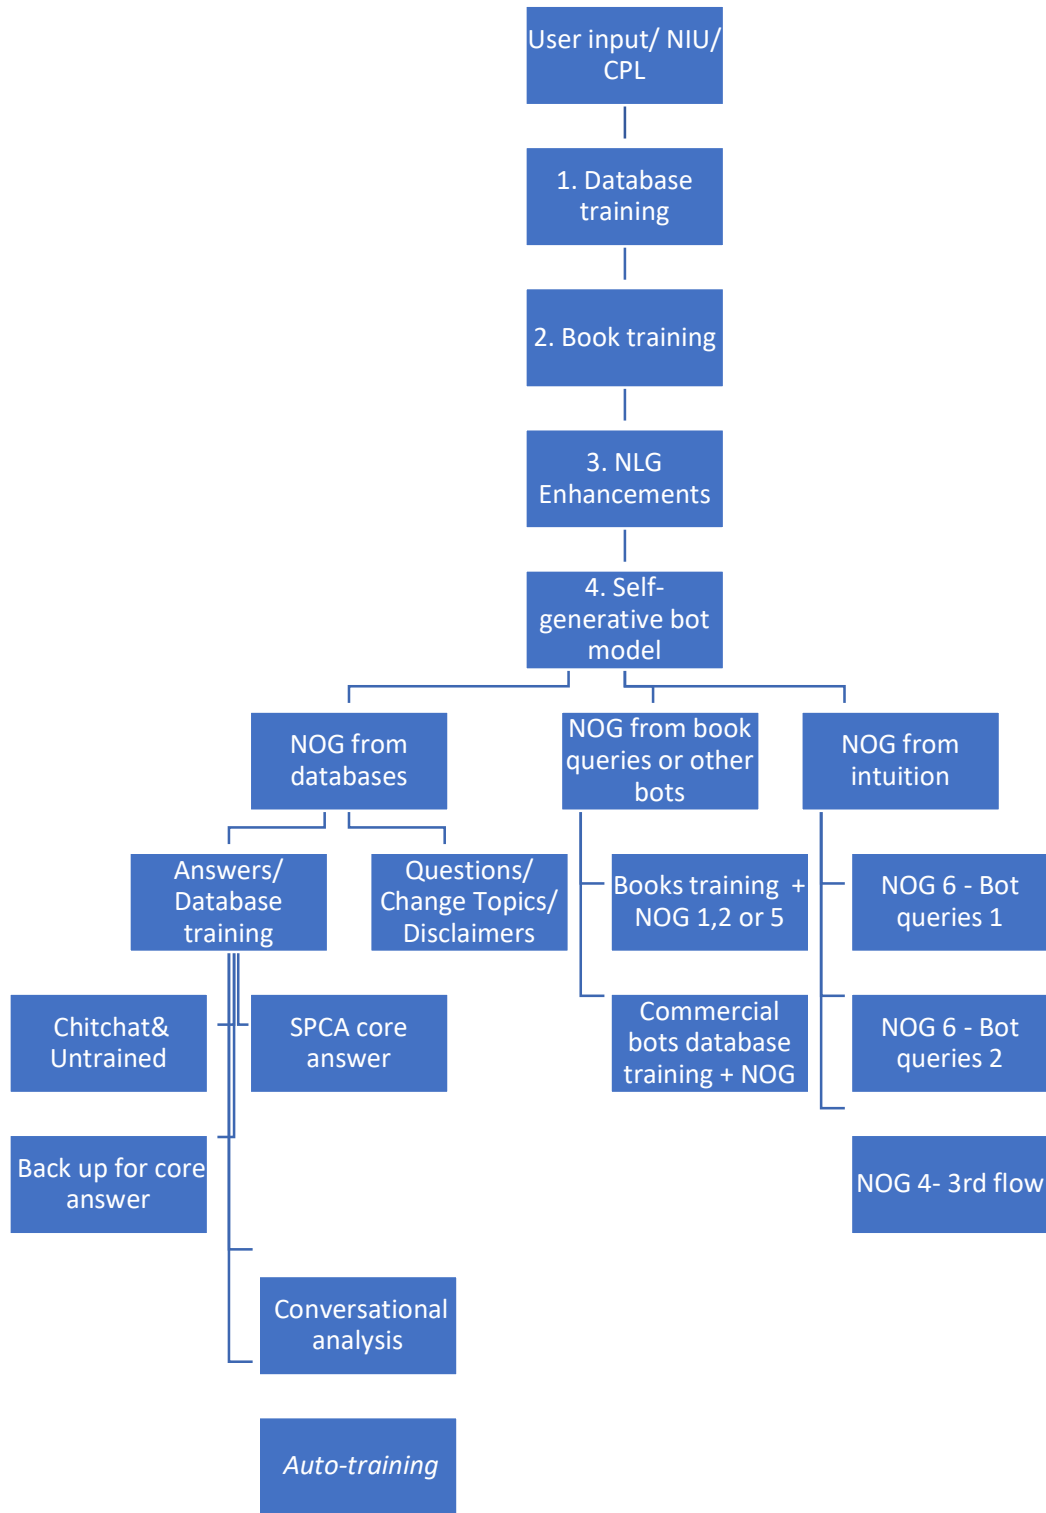 User input/ NIU/
CPL
1. Database
training
2. Book training
3. NLG
Enhancements
4. Self-
generative bot
model
NOG from
databases
NOG from book
queries or other
bots
NOG from
intuition
Answers/
Database
training
Questions/
Change Topics/
Disclaimers
Books training +
NOG 1,2 or 5
NOG 6 - Bot
queries 1
Chitchat&
Untrained
SPCA core
answer
Commercial
bots database
training + NOG
NOG 6 - Bot
queries 2
Back up for core
answer
NOG 4- 3rd flow
Conversational
analysis
Auto-training